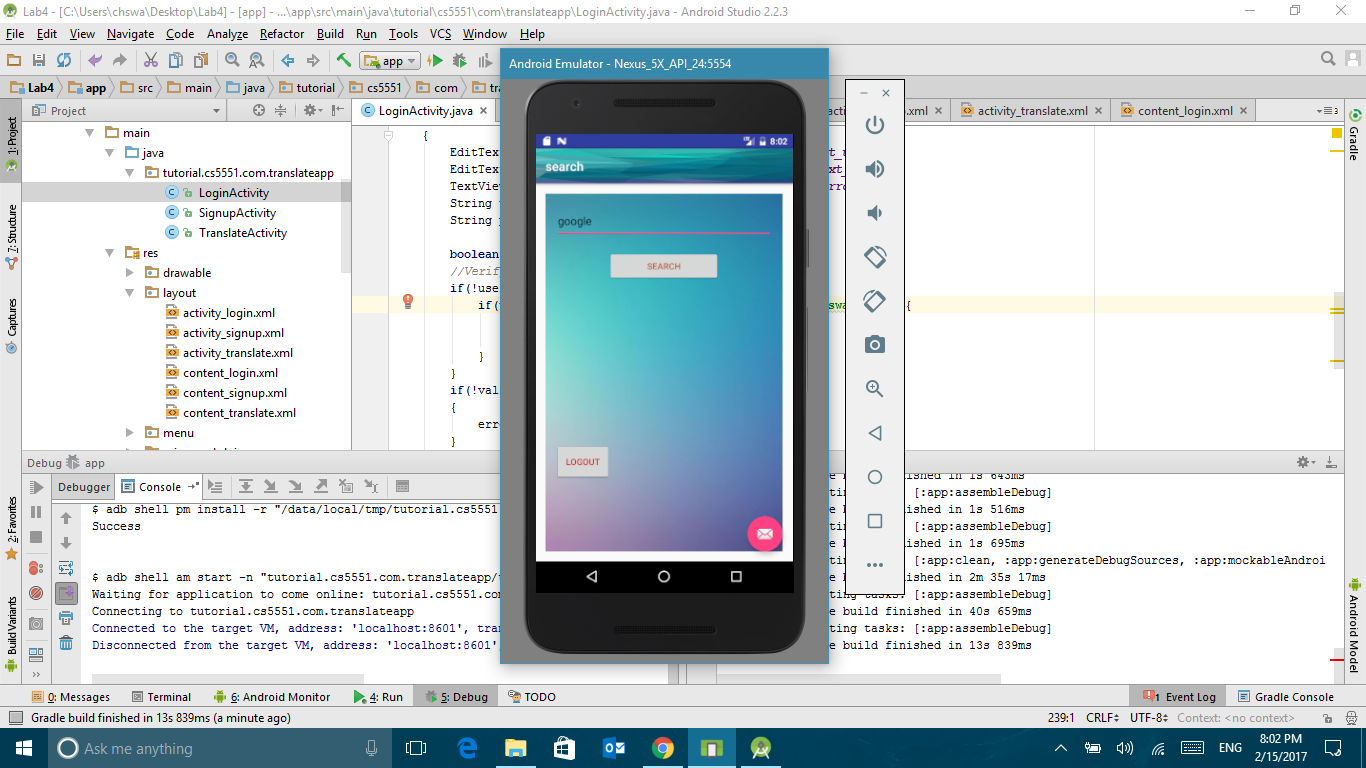 Lab4 - [C:\Users\chswa\Desktop\Lab4] - [app] - ...\app\src\main\java\tutorial\cs5551\com\translateapp\LoginActivity.java - Android Studio 2.2.3
File Edit View Navigate Code Analyze Refactor Build Run Tools VCS Window Help
app
Lab4 app src main java tutorial cs5551 com
Android Emulator - Nexus_5X_API_24:5554
Project
LoginActivity.java
.xml activity_translate.xml content_login.xml
1: Project
7: Structure
Captures
2: Favorites
Build Variants
Gradle
Android Model
main
java
tutorial.cs5551.com.translateapp
LoginActivity
SignupActivity
TranslateActivity
res
drawable
layout
activity_login.xml
activity_signup.xml
activity_translate.xml
content_login.xml
content_signup.xml
content_translate.xml
menu
{
EditText
EditText
TextView
String
String
boolean
//Verify
if(!use
if(
{
}
}
if(!val
{
err
}
8:02
search
google
SEARCH
LOGOUT
Debug app
Debugger Console
$ adb shell pm install -r "/data/local/tmp/tutorial.cs5551
Success
$ adb shell am start -n "tutorial.cs5551.com.translateapp/
Waiting for application to come online: tutorial.cs5551.co
Connecting to tutorial.cs5551.com.translateapp
Connected to the target VM, address: 'localhost:8601', tra
Disconnected from the target VM, address: 'localhost:8601'
ished in 1s 643ms
ting [:app:assembleDebug]
ished in 1s 516ms
ting [:app:assembleDebug]
ished in 1s 695ms
ting [:app:clean, :app:generateDebugSources, :app:mockableAndroi
ished in 2m 35s 17ms
ting tasks: [:app:assembleDebug]
e build finished in 40s 659ms
ting tasks: [:app:assembleDebug]
e build finished in 13s 839ms
0: Messages Terminal 6: Android Monitor 4: Run 5: Debug TODO 1 Event Log Gradle Console
Gradle build finished in 13s 839ms (a minute ago) 239:1 CRLF UTF-8 Context: <no context>
Ask me anything
ENG
8:02 PM
2/15/2017